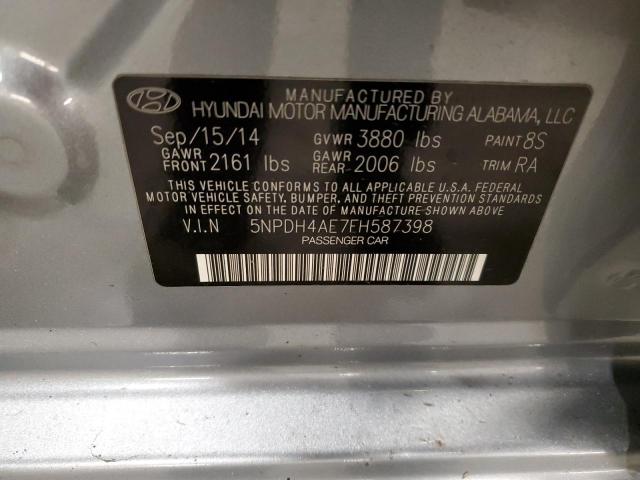 MANUFACTURED BY
HYUNDAI MOTOR MANUFACTURING ALABAMA, LLC
Sep/15/14 GVWR 3880 lbs PAINT 8S
GAWR FRONT 2161 lbs GAWR REAR 2006 lbs TRIM RA
THIS VEHICLE CONFORMS TO ALL APPLICABLE U.S.A. FEDERAL
MOTOR VEHICLE SAFETY, BUMPER, AND THEFT PREVENTION STANDARDS
IN EFFECT ON THE DATE OF MANUFACTURE SHOWN ABOVE.
V.I.N 5NPDH4AE7FH587398
PASSENGER CAR